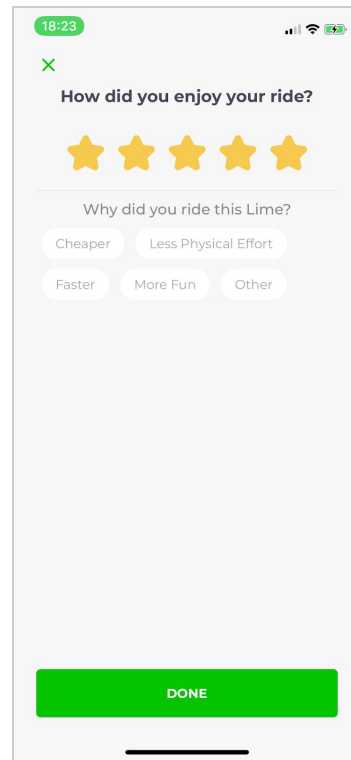 18:23
How did you enjoy your ride?
Why did you ride this Lime?
Cheaper Less Physical Effort
Faster More Fun Other
DONE